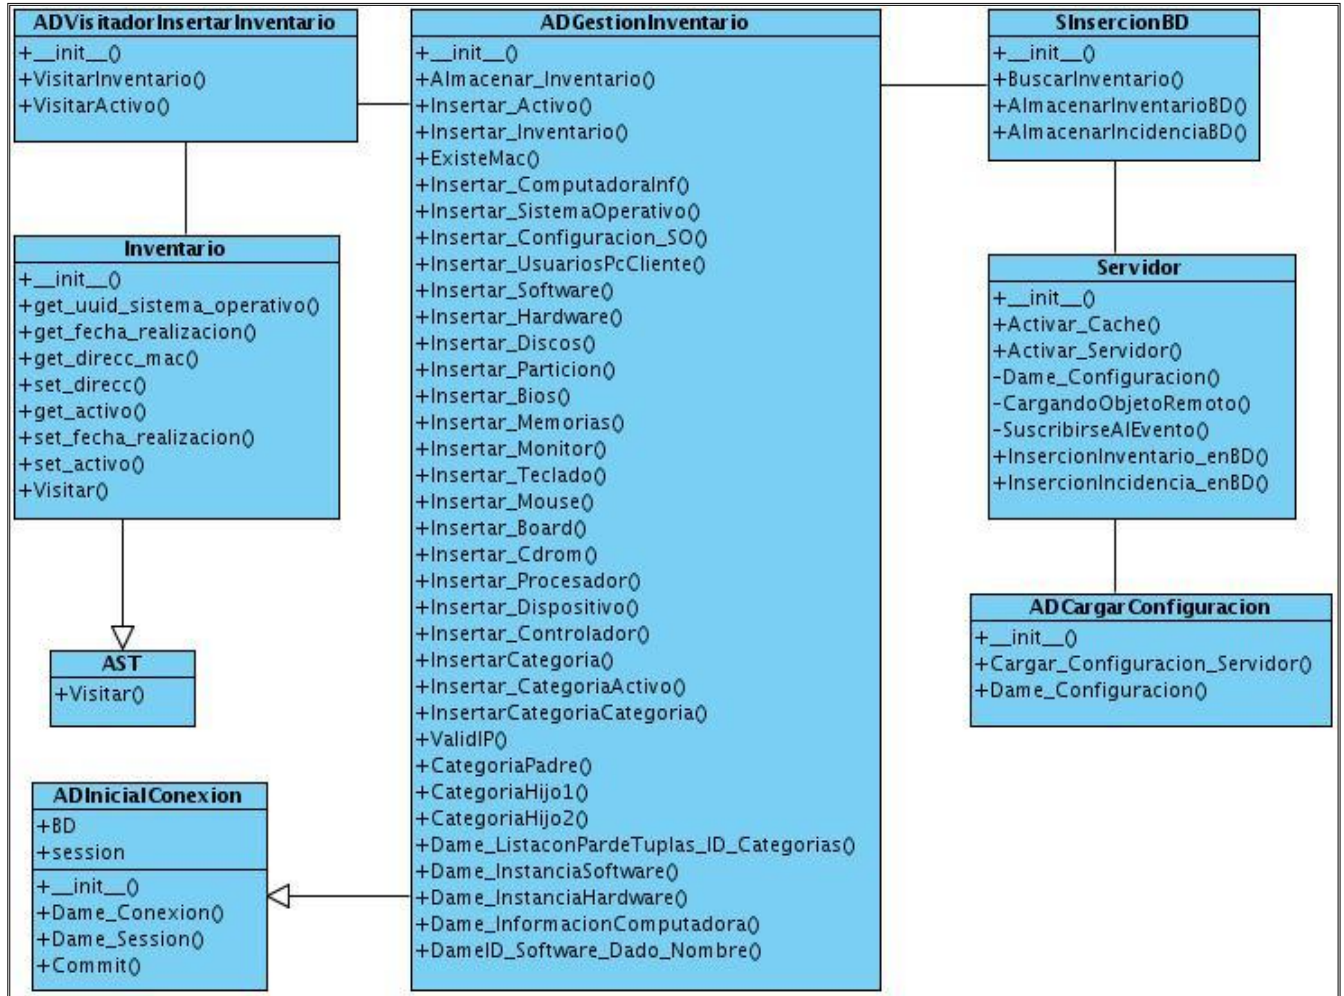 ADVisitadorInsertarInventario
+__init__()
+VisitarInventario()
+VisitarActivo()
Inventario
+__init__()
+get_uuid_sistema_operativo()
+get_fecha_realizacion()
+get_direcc_mac()
+set_direcc()
+get_activo()
+set_fecha_realizacion()
+set_activo()
+Visitar()
AST
+Visitar()
ADInicialConexion
+BD
+session
+__init__()
+Dame_Conexion()
+Dame_Session()
+Commit()
ADGestionInventario
+__init__()
+Almacenar_Inventario()
+Insertar_Activo()
+Insertar_Inventario()
+ExisteMac()
+Insertar_ComputadoraInf()
+Insertar_SistemaOperativo()
+Insertar_Configuracion_SO()
+Insertar_UsuariosPcCliente()
+Insertar_Software()
+Insertar_Hardware()
+Insertar_Discos()
+Insertar_Particion()
+Insertar_Bios()
+Insertar_Memorias()
+Insertar_Monitor()
+Insertar_Teclado()
+Insertar_Mouse()
+Insertar_Board()
+Insertar_Cdrom()
+Insertar_Procesador()
+Insertar_Dispositivo()
+Insertar_Controlador()
+InsertarCategoria()
+Insertar_CategoriaActivo()
+InsertarCategoriaCategoria()
+ValidIP()
+CategoriaPadre()
+CategoriaHijo1()
+CategoriaHijo2()
+Dame_ListaconPardeTuplas_ID_Categorias()
+Dame_InstanciaSoftware()
+Dame_InstanciaHardware()
+Dame_InformacionComputadora()
+DameID_Software_Dado_Nombre()
SInsercionBD
+__init__()
+BuscarInventario()
+AlmacenarInventarioBD()
+AlmacenarIncidenciaBD()
Servidor
+__init__()
+Activar_Cache()
+Activar_Servidor()
-Dame_Configuracion()
-CargandoObjetoRemoto()
-SuscribirseAlEvento()
+InsercionInventario_enBD()
+InsercionIncidencia_enBD()
ADCargarConfiguracion
+__init__()
+Cargar_Configuracion_Servidor()
+Dame_Configuracion()